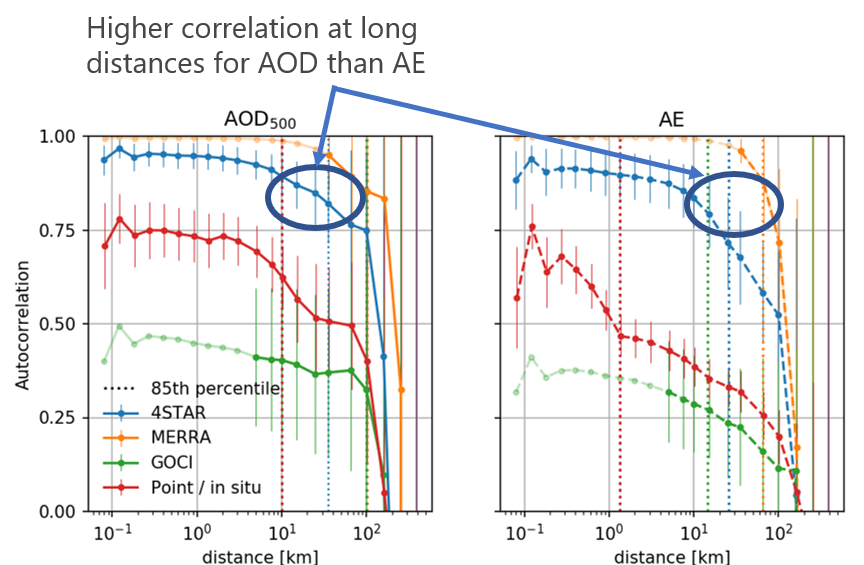 Higher correlation at long
distances for AOD than AE
AOD500
AE
Autocorrelation
1.00
0.75
0.50
0.25
0.00
85th percentile
4STAR
MERRA
GOCI
Point / in situ
10⁻¹ 10⁰ 10¹ 10²
distance [km]
10⁻¹ 10⁰ 10¹ 10²
distance [km]